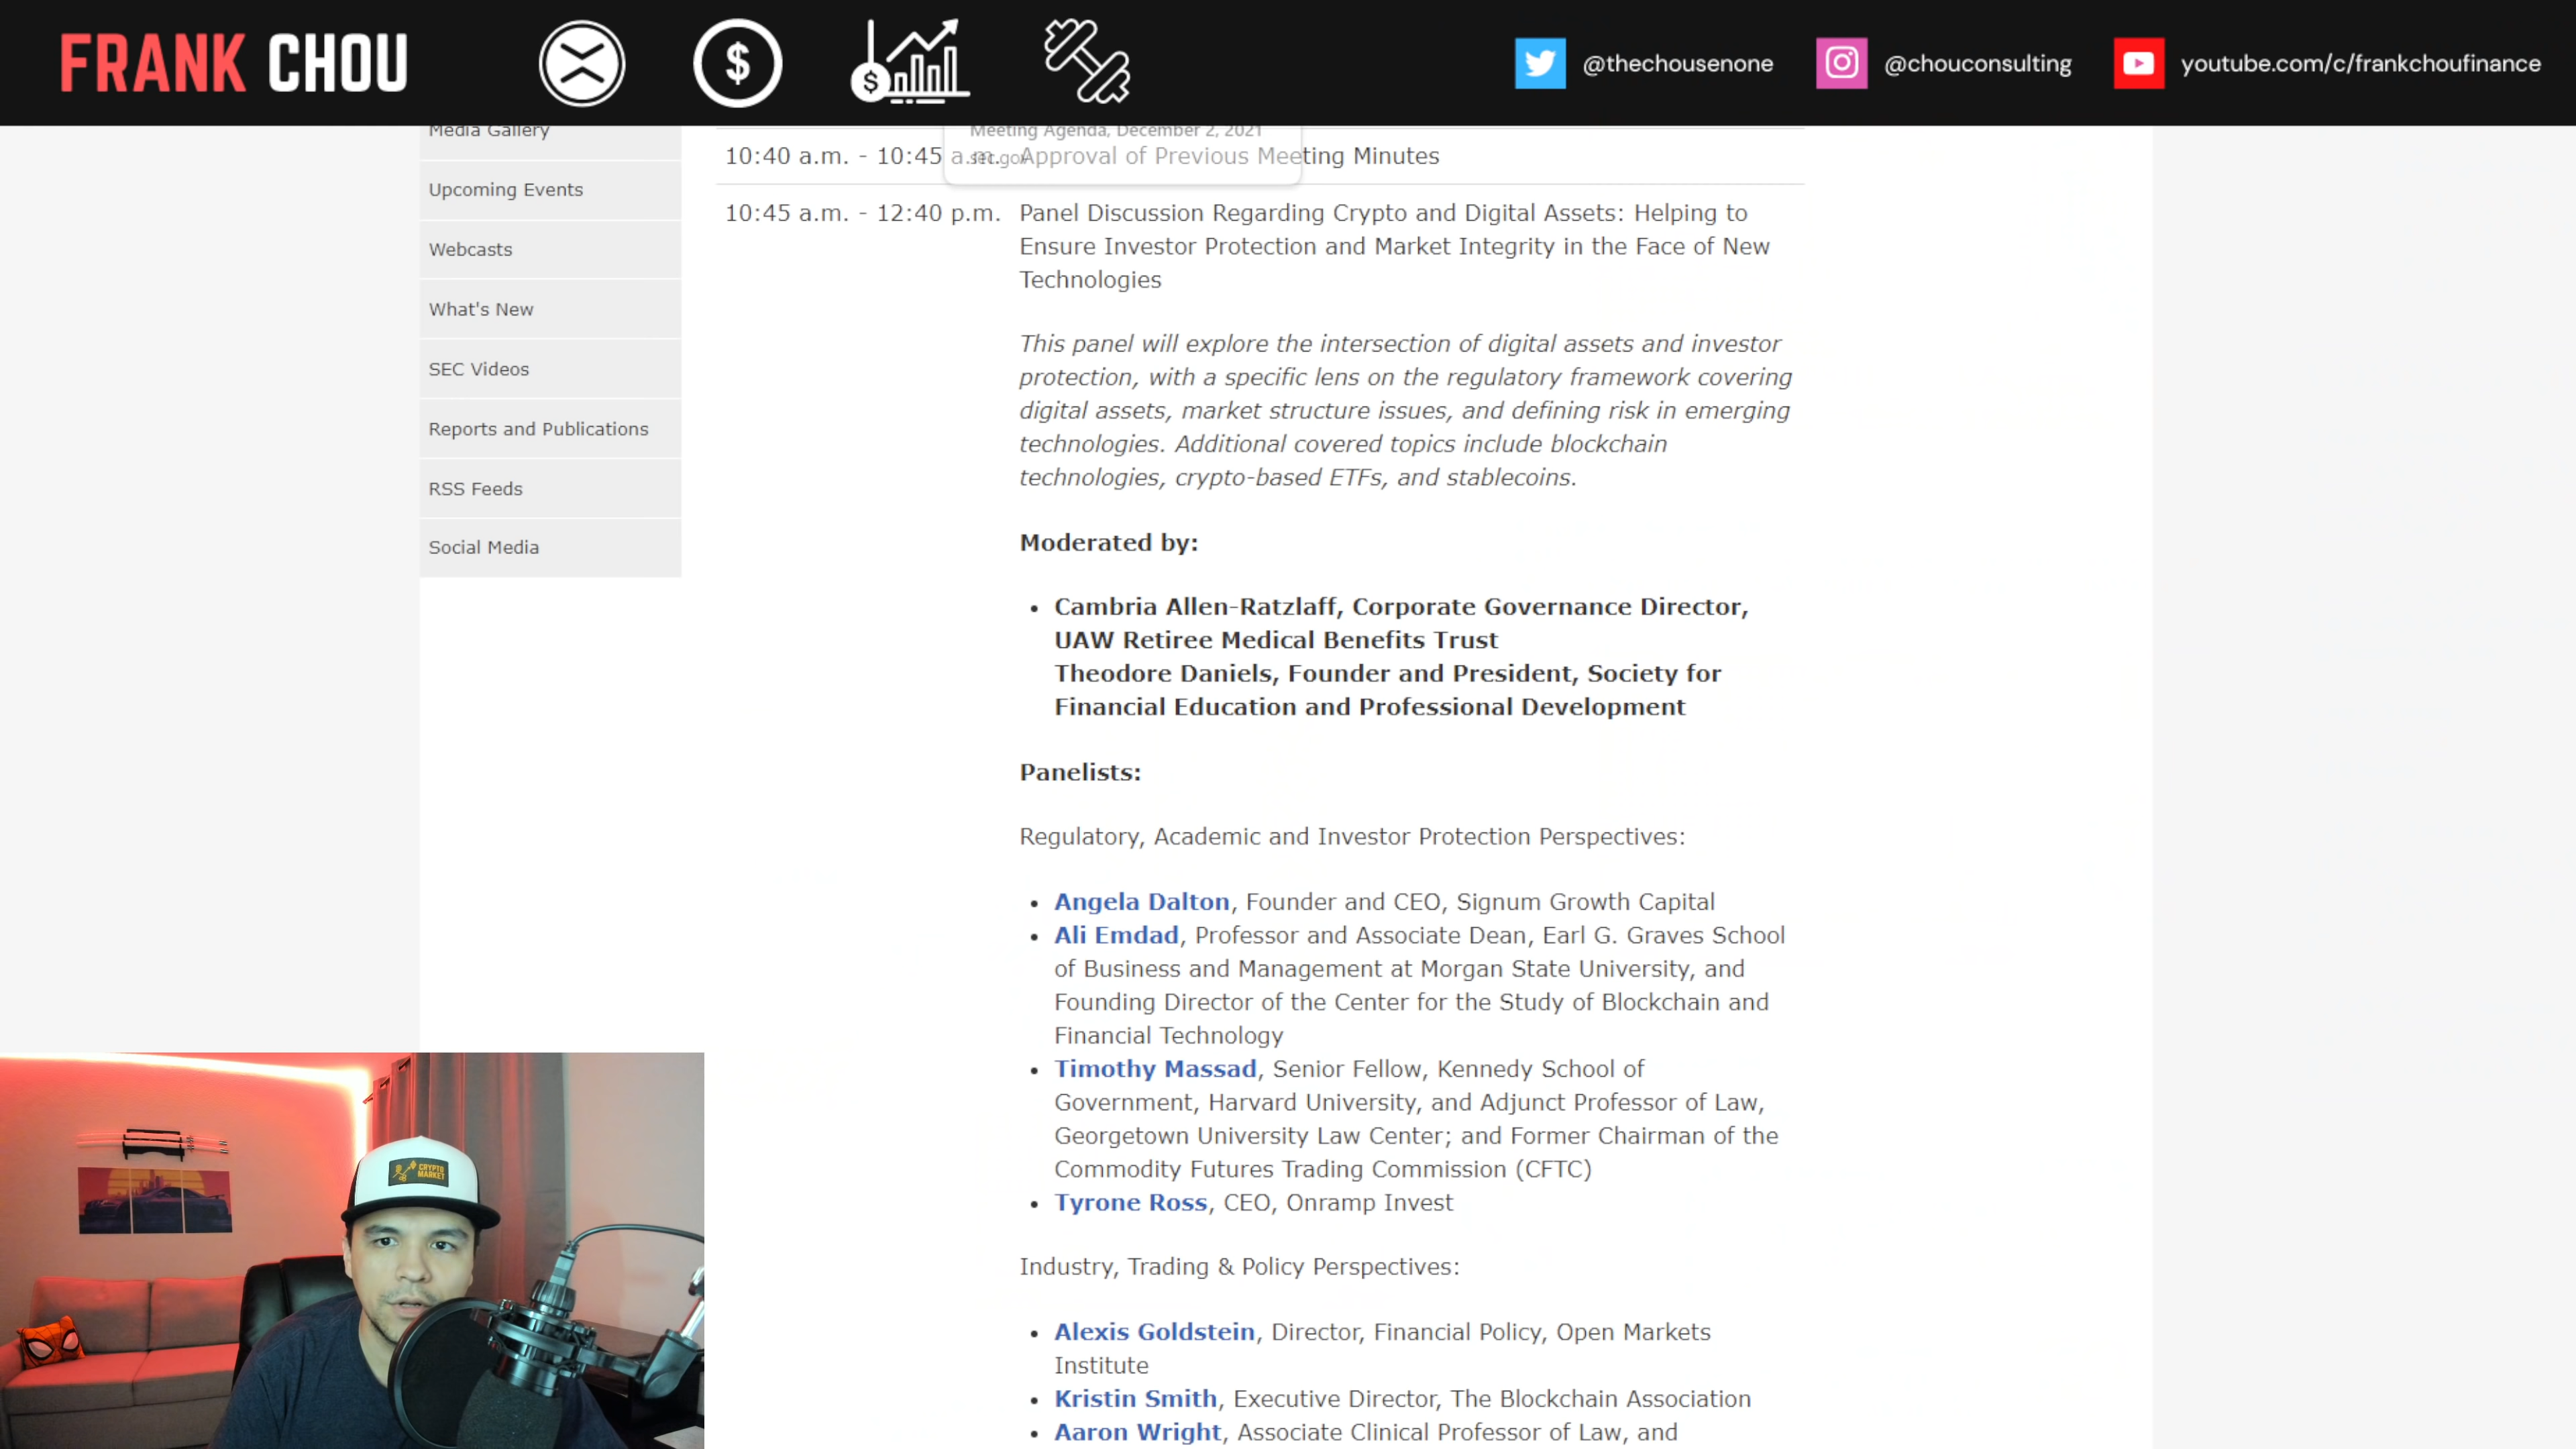 FRANK CHOU
@thechousenone
@chouconsulting
youtube.com/c/frankchoufinance
Media Gallery
Upcoming Events
Webcasts
What's New
SEC Videos
Reports and Publications
RSS Feeds
Social Media
Meeting Agenda, December 2, 2021
sec.gov
10:40 a.m. - 10:45 a.m. Approval of Previous Meeting Minutes
10:45 a.m. - 12:40 p.m. Panel Discussion Regarding Crypto and Digital Assets: Helping to
Ensure Investor Protection and Market Integrity in the Face of New
Technologies
This panel will explore the intersection of digital assets and investor
protection, with a specific lens on the regulatory framework covering
digital assets, market structure issues, and defining risk in emerging
technologies. Additional covered topics include blockchain
technologies, crypto-based ETFs, and stablecoins.
Moderated by:
• Cambria Allen-Ratzlaff, Corporate Governance Director,
UAW Retiree Medical Benefits Trust
Theodore Daniels, Founder and President, Society for
Financial Education and Professional Development
Panelists:
Regulatory, Academic and Investor Protection Perspectives:
• Angela Dalton, Founder and CEO, Signum Growth Capital
• Ali Emdad, Professor and Associate Dean, Earl G. Graves School
of Business and Management at Morgan State University, and
Founding Director of the Center for the Study of Blockchain and
Financial Technology
• Timothy Massad, Senior Fellow, Kennedy School of
Government, Harvard University, and Adjunct Professor of Law,
Georgetown University Law Center; and Former Chairman of the
Commodity Futures Trading Commission (CFTC)
• Tyrone Ross, CEO, Onramp Invest
Industry, Trading & Policy Perspectives:
• Alexis Goldstein, Director, Financial Policy, Open Markets
Institute
• Kristin Smith, Executive Director, The Blockchain Association
• Aaron Wright, Associate Clinical Professor of Law, and
CRYPTO
MARKET